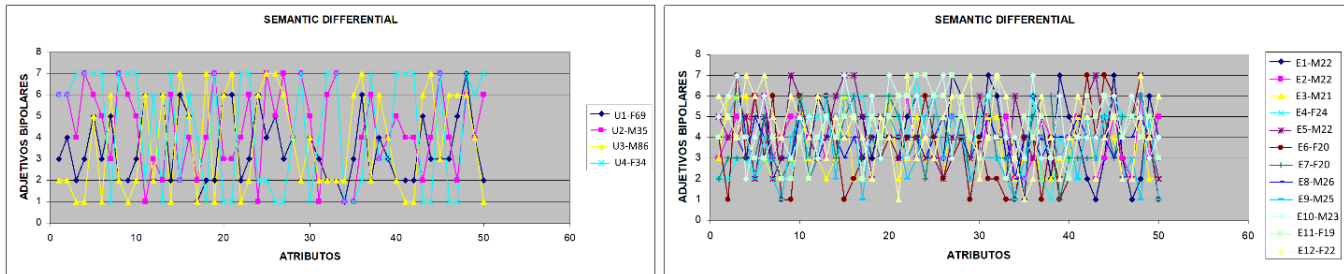 SEMANTIC DIFFERENTIAL
ADJETIVOS BIPOLARES
8
7
6
5
4
3
2
1
0
0 10 20 30 40 50 60
ATRIBUTOS
U1-F69
U2-M35
U3-M86
U4-F34
SEMANTIC DIFFERENTIAL
ADJETIVOS BIPOLARES
8
7
6
5
4
3
2
1
0
0 10 20 30 40 50 60
ATRIBUTOS
E1-M22
E2-M22
E3-M21
E4-F24
E5-M22
E6-F20
E7-F20
E8-M26
E9-M25
E10-M23
E11-F19
E12-F22